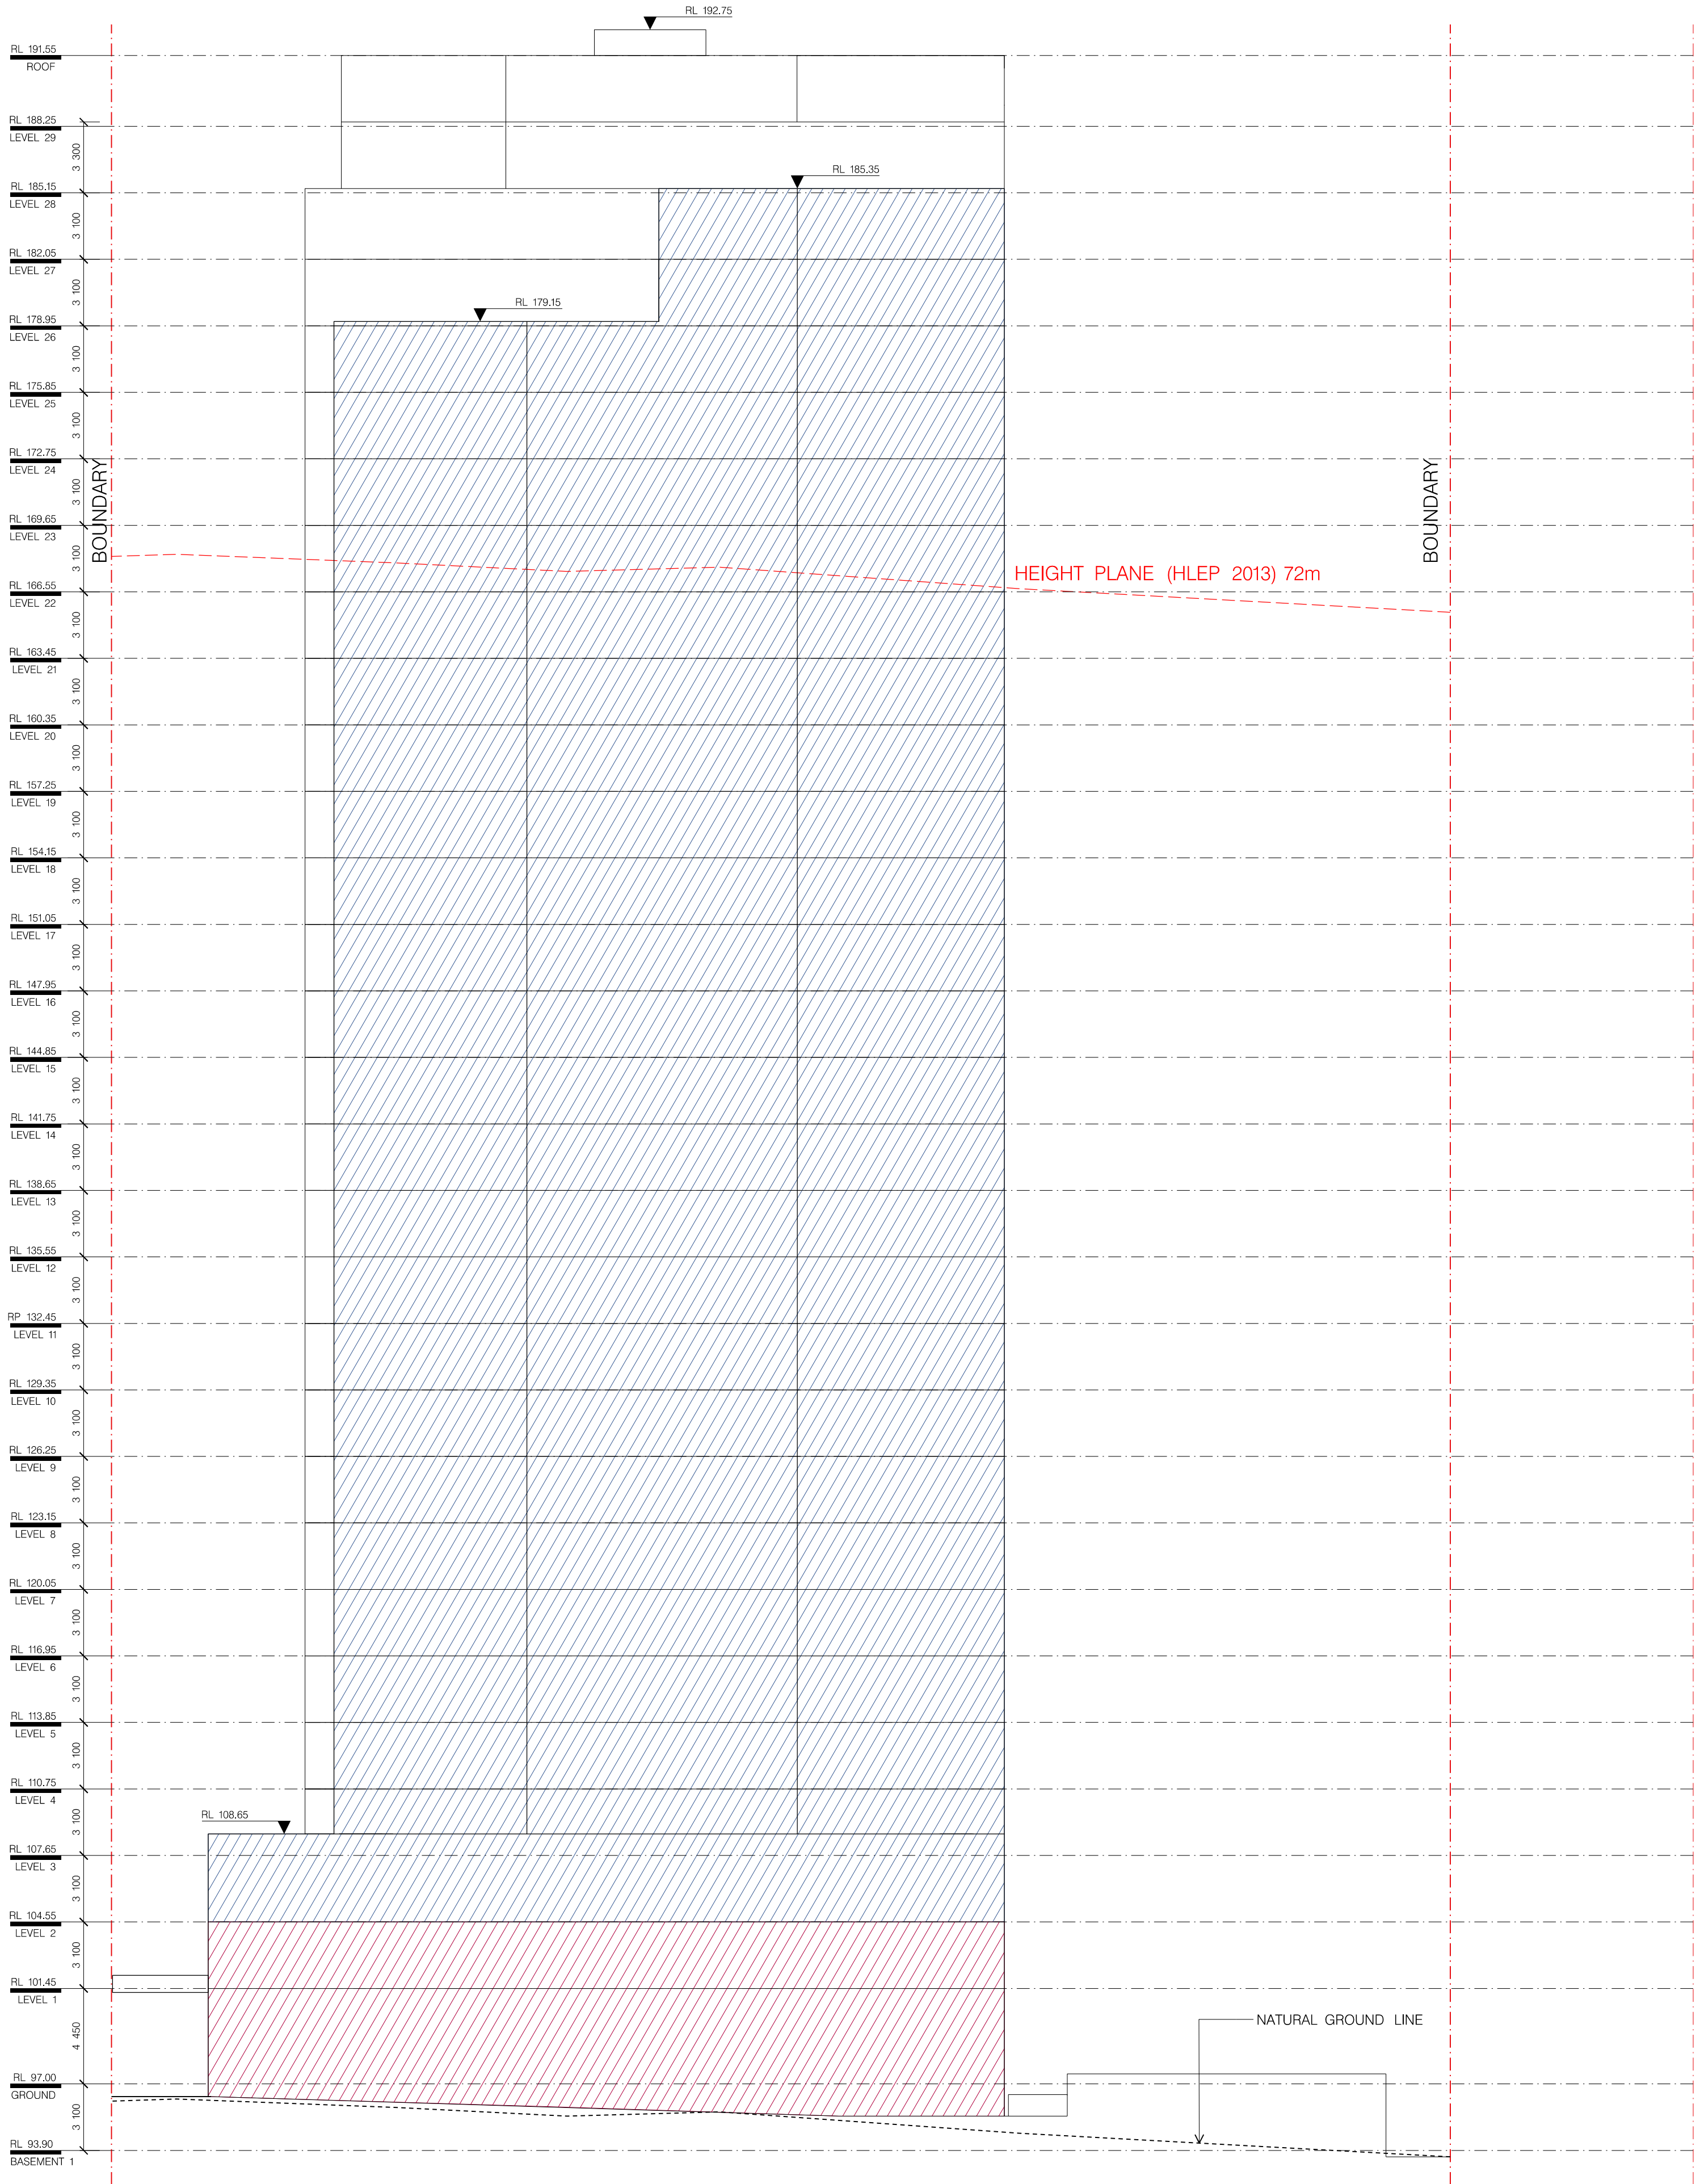 RL 192.75
RL 191.55
ROOF
RL 188.25
LEVEL 29
3 300
RL 185.35
RL 185.15
LEVEL 28
3 100
RL 182.05
LEVEL 27
3 100
RL 179.15
RL 178.95
LEVEL 26
3 100
RL 175.85
LEVEL 25
3 100
RL 172.75
LEVEL 24
BOUNDARY
BOUNDARY
3 100
RL 169.65
LEVEL 23
3 100
HEIGHT PLANE (HLEP 2013) 72m
RL 166.55
LEVEL 22
3 100
RL 163.45
LEVEL 21
3 100
RL 160.35
LEVEL 20
3 100
RL 157.25
LEVEL 19
3 100
RL 154.15
LEVEL 18
3 100
RL 151.05
LEVEL 17
3 100
RL 147.95
LEVEL 16
3 100
RL 144.85
LEVEL 15
3 100
RL 141.75
LEVEL 14
3 100
RL 138.65
LEVEL 13
3 100
RL 135.55
LEVEL 12
3 100
RP 132.45
LEVEL 11
3 100
RL 129.35
LEVEL 10
3 100
RL 126.25
LEVEL 9
3 100
RL 123.15
LEVEL 8
3 100
RL 120.05
LEVEL 7
3 100
RL 116.95
LEVEL 6
3 100
RL 113.85
LEVEL 5
3 100
RL 110.75
LEVEL 4
3 100
RL 108.65
RL 107.65
LEVEL 3
3 100
RL 104.55
LEVEL 2
3 100
RL 101.45
LEVEL 1
4 450
NATURAL GROUND LINE
RL 97.00
GROUND
3 100
RL 93.90
BASEMENT 1